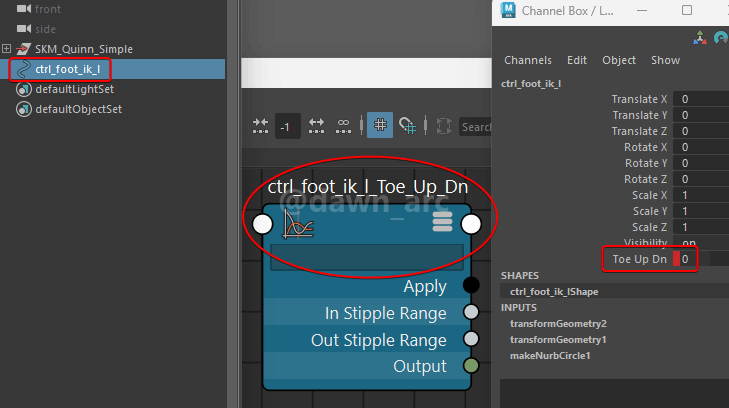 front
side
SKM_Quinn_Simple
ctrl_foot_ik_l
defaultLightSet
defaultObjectSet
-1
Search
ctrl_foot_ik_l_Toe_Up_Dn
@dawn_arc
Apply
In Stipple Range
Out Stipple Range
Output
M
Channel Box / L...
Channels Edit Object Show
ctrl_foot_ik_l
Translate X 0
Translate Y 0
Translate Z 0
Rotate X 0
Rotate Y 0
Rotate Z 0
Scale X 1
Scale Y 1
Scale Z 1
Visibility on
Toe Up Dn 0
SHAPES
ctrl_foot_ik_lShape
INPUTS
transformGeometry2
transformGeometry1
makeNurbCircle1